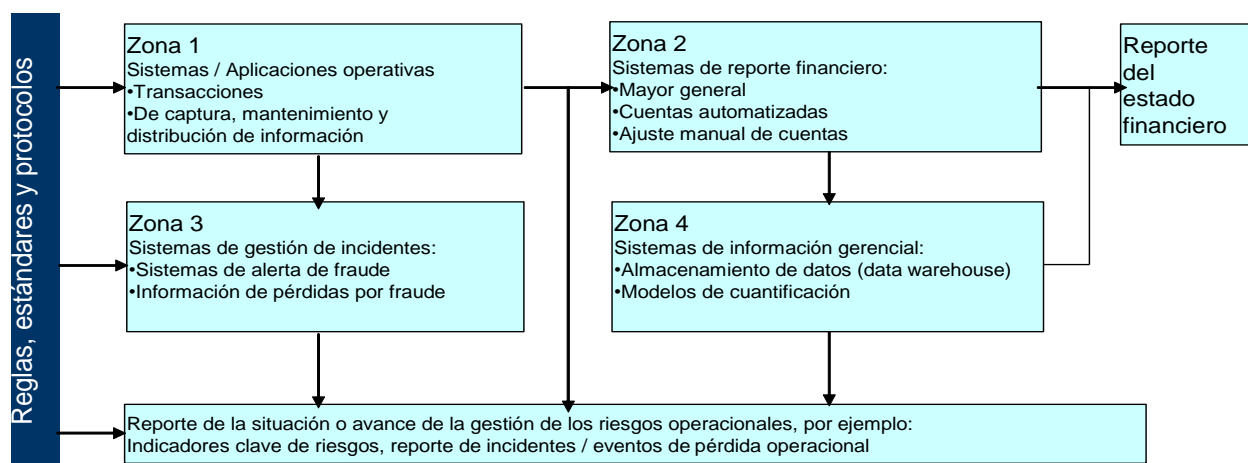 Reglas, estándares y protocolos
Zona 1
Sistemas / Aplicaciones operativas
•Transacciones
•De captura, mantenimiento y
distribución de información
Zona 2
Sistemas de reporte financiero:
•Mayor general
•Cuentas automatizadas
•Ajuste manual de cuentas
Reporte
del
estado
financiero
Zona 3
Sistemas de gestión de incidentes:
•Sistemas de alerta de fraude
•Información de pérdidas por fraude
Zona 4
Sistemas de información gerencial:
•Almacenamiento de datos (data warehouse)
•Modelos de cuantificación
Reporte de la situación o avance de la gestión de los riesgos operacionales, por ejemplo:
Indicadores clave de riesgos, reporte de incidentes / eventos de pérdida operacional